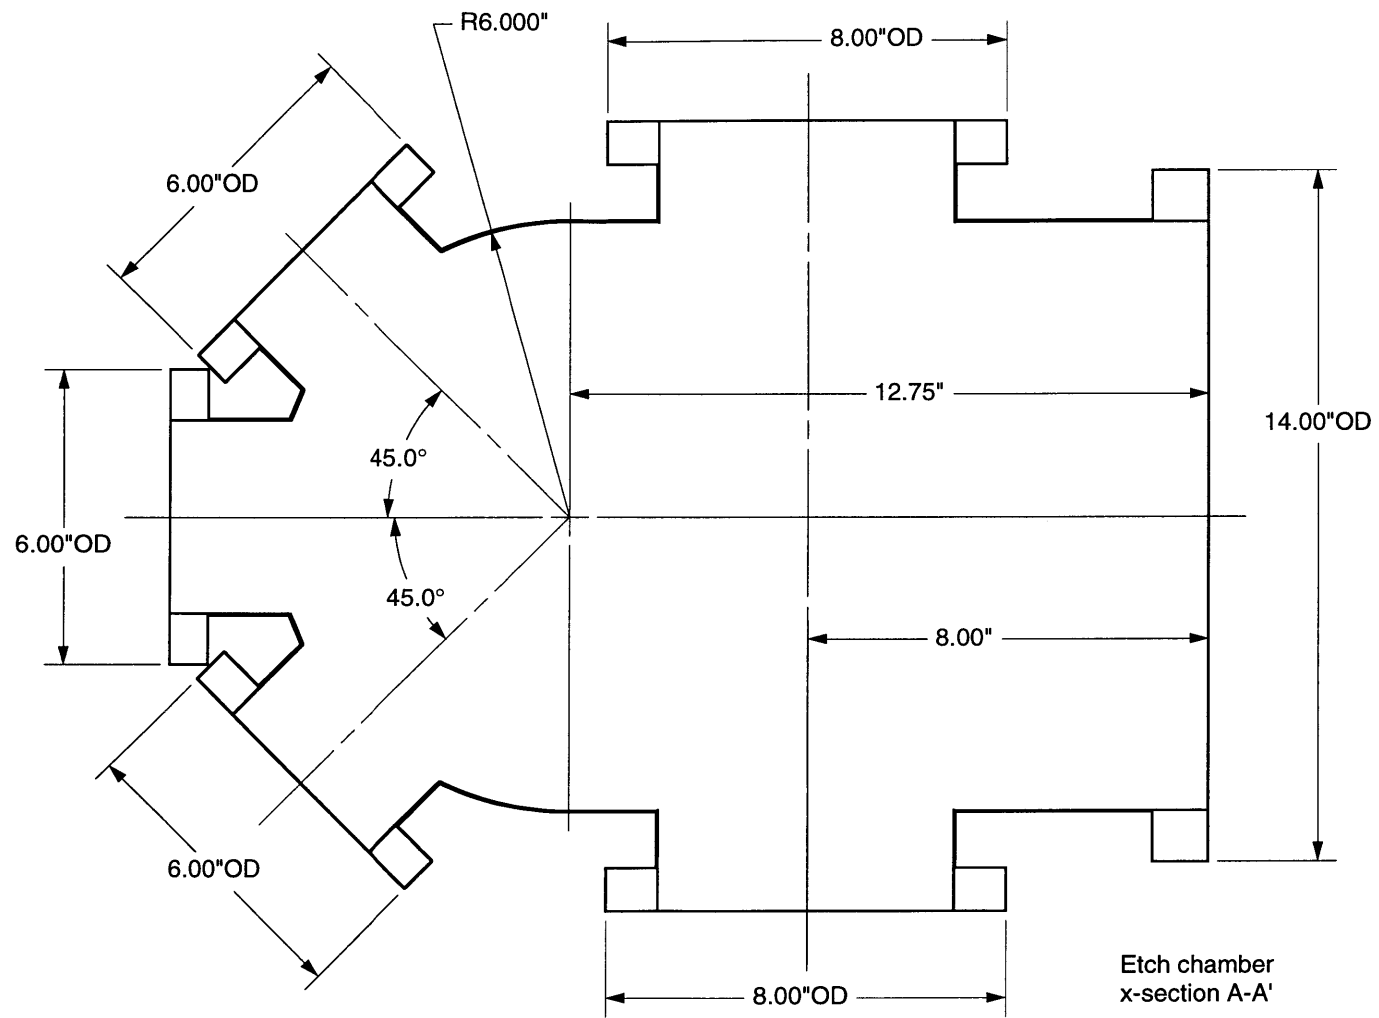 R6.000"
8.00"OD
6.00"OD
12.75"
14.00"OD
45.0°
6.00"OD
45.0°
8.00"
6.00"OD
Etch chamber
x-section A-A'
8.00"OD